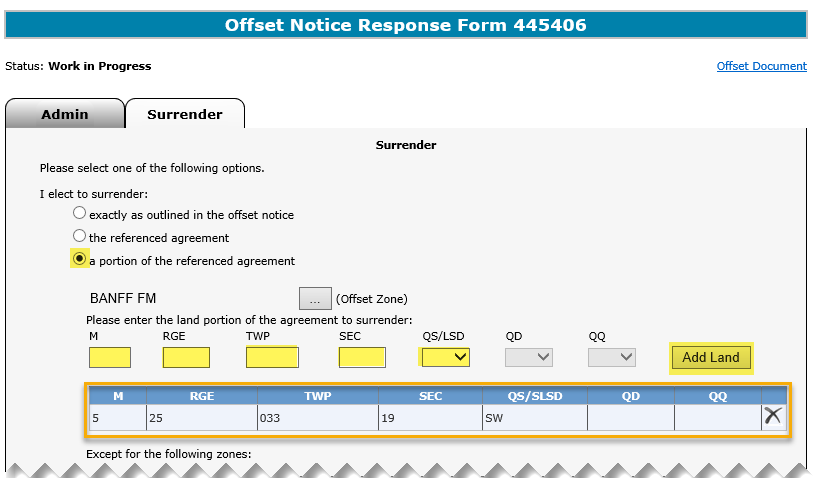 Offset Notice Response Form 445406
Status: Work in Progress Offset Document
Admin Surrender
Surrender
Please select one of the following options.
I elect to surrender:
exactly as outlined in the offset notice
the referenced agreement
a portion of the referenced agreement
BANFF FM ... (Offset Zone)
Please enter the land portion of the agreement to surrender:
M RGE TWP SEC QS/LSD QD QQ
Add Land
M RGE TWP SEC QS/SLSD QD QQ
5 25 033 19 SW
Except for the following zones: